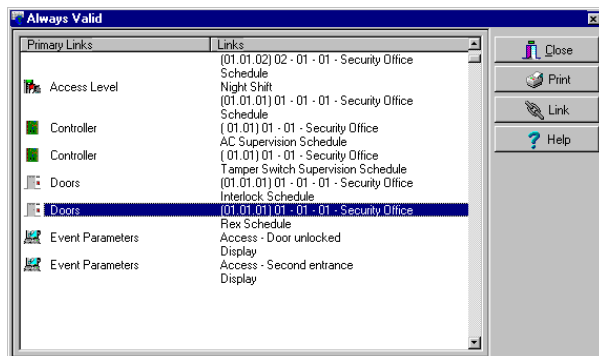 Always Valid
Primary Links Links
(01.01.02) 02 - 01 - 01 - Security Office
Schedule
Access Level Night Shift
(01.01.01) 01 - 01 - 01 - Security Office
Schedule
Controller ( 01.01) 01 - 01 - Security Office
AC Supervision Schedule
Controller ( 01.01) 01 - 01 - Security Office
Tamper Switch Supervision Schedule
Doors (01.01.01) 01 - 01 - 01 - Security Office
Interlock Schedule
Doors (01.01.01) 01 - 01 - 01 - Security Office
Rex Schedule
Event Parameters Access - Door unlocked
Display
Event Parameters Access - Second entrance
Display
Close
Print
Link
Help